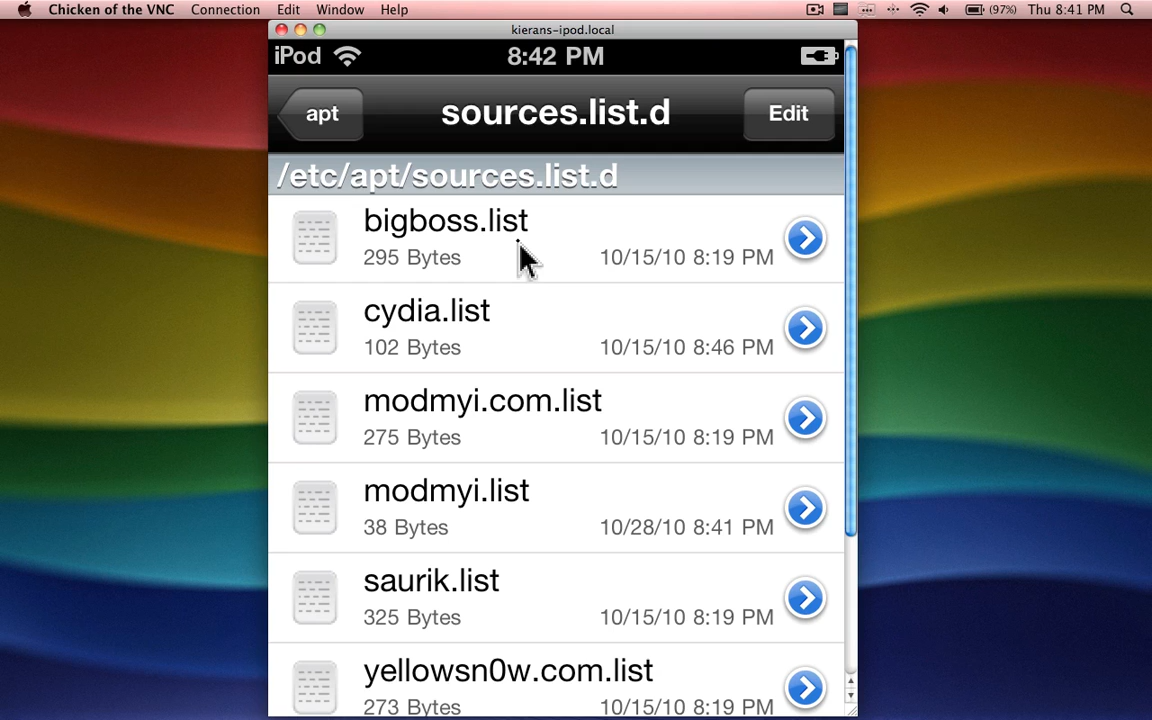 Chicken of the VNC Connection Edit Window Help (97%) Thu 8:41 PM
kierans-ipod.local
iPod 8:42 PM
apt sources.list.d Edit
/etc/apt/sources.list.d
bigboss.list
295 Bytes 10/15/10 8:19 PM
cydia.list
102 Bytes 10/15/10 8:46 PM
modmyi.com.list
275 Bytes 10/15/10 8:19 PM
modmyi.list
38 Bytes 10/28/10 8:41 PM
saurik.list
325 Bytes 10/15/10 8:19 PM
yellowsn0w.com.list
273 Bytes 10/15/10 8:19 PM